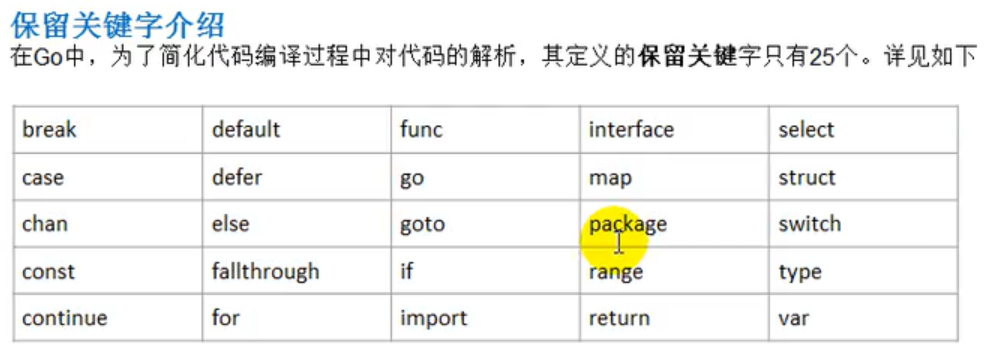 保留关键字介绍
在Go中，为了简化代码编译过程中对代码的解析，其定义的保留关键字只有25个。详见如下
break default func interface select
case defer go map struct
chan else goto package switch
const fallthrough if range type
continue for import return var